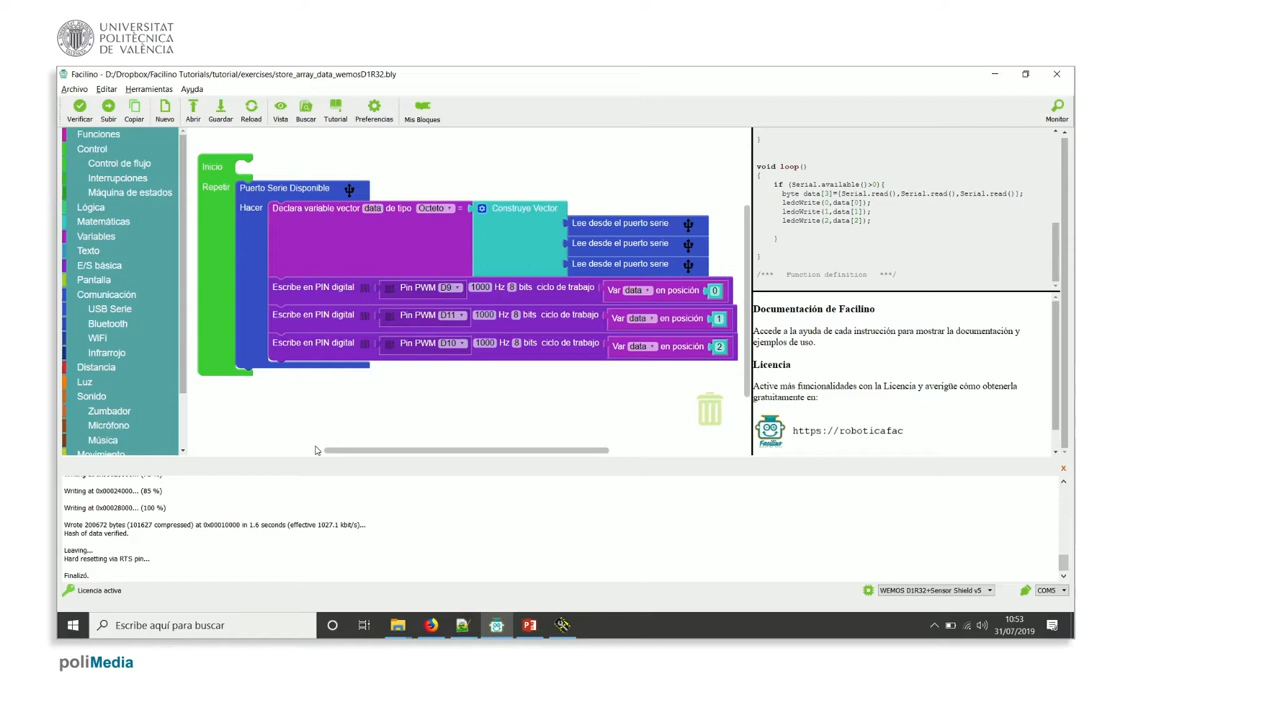 UNIVERSITAT
POLITÈCNICA
DE VALÈNCIA
Facilino - D:/Dropbox/Facilino Tutorials/tutorial/exercises/store_array_data_wemosD1R32.bly
Archivo Editar Herramientas Ayuda
Verificar Subir Copiar Nuevo Abrir Guardar Reload Vista Buscar Tutorial Preferencias Mis Bloques Monitor
Funciones
Control
Control de flujo
Interrupciones
Máquina de estados
Lógica
Matemáticas
Variables
Texto
E/S básica
Pantalla
Comunicación
USB Serie
Bluetooth
WiFi
Infrarrojo
Distancia
Luz
Sonido
Zumbador
Micrófono
Música
Movimiento
Inicio
Repetir Puerto Serie Disponible
Hacer Declara variable vector data de tipo Octeto = Construye Vector
Lee desde el puerto serie
Lee desde el puerto serie
Lee desde el puerto serie
Escribe en PIN digital Pin PWM D9 1000 Hz 8 bits ciclo de trabajo Var data en posición 0
Escribe en PIN digital Pin PWM D11 1000 Hz 8 bits ciclo de trabajo Var data en posición 1
Escribe en PIN digital Pin PWM D10 1000 Hz 8 bits ciclo de trabajo Var data en posición 2
}
void loop()
{
if (Serial.available()>0){
byte data[3]={Serial.read(),Serial.read(),Serial.read()};
ledcWrite(0,data[0]);
ledcWrite(1,data[1]);
ledcWrite(2,data[2]);
}
}
/*** Function definition ***/
Documentación de Facilino
Accede a la ayuda de cada instrucción para mostrar la documentación y
ejemplos de uso.
Licencia
Active más funcionalidades con la Licencia y averigüe cómo obtenerla
gratuitamente en:
Facilino
https://roboticafac
x
Writing at 0x00024000... (85 %)
Writing at 0x00028000... (100 %)
Wrote 200672 bytes (101627 compressed) at 0x00010000 in 1.6 seconds (effective 1027.1 kbit/s)...
Hash of data verified.
Leaving...
Hard resetting via RTS pin...
Finalizó.
Licencia activa WEMOS D1R32+Sensor Shield v5 COM5
Escribe aquí para buscar
10:53
31/07/2019
poliMedia